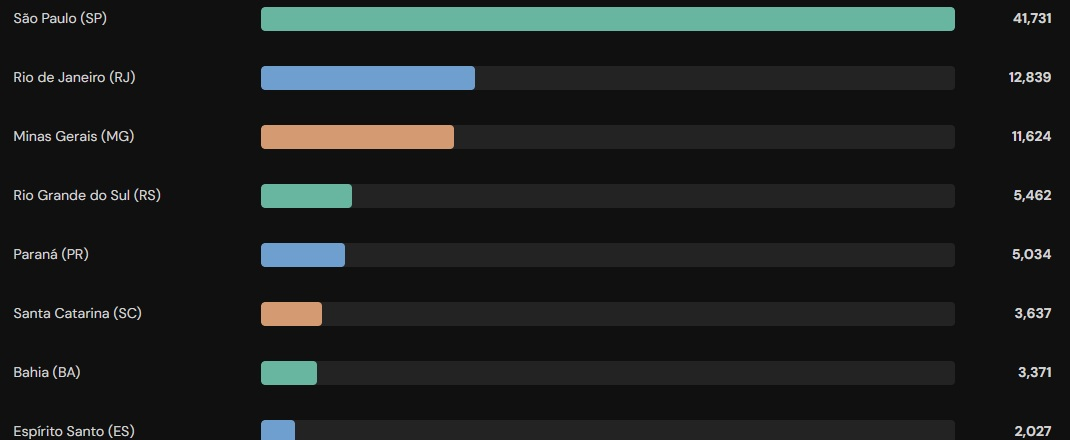 São Paulo (SP) 41,731
Rio de Janeiro (RJ) 12,839
Minas Gerais (MG) 11,624
Rio Grande do Sul (RS) 5,462
Paraná (PR) 5,034
Santa Catarina (SC) 3,637
Bahia (BA) 3,371
Espírito Santo (ES) 2,027